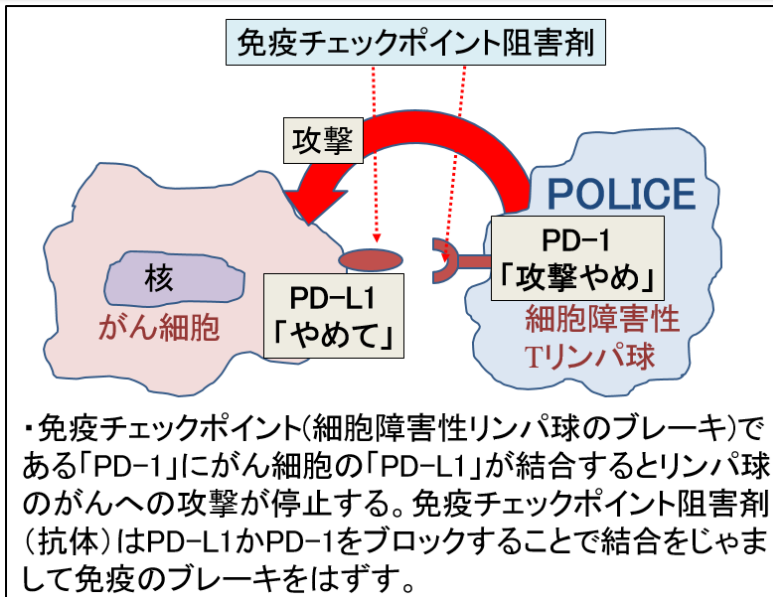 免疫チェックポイント阻害剤
攻撃
POLICE
PD-1
「攻撃やめ」
核
がん細胞
PD-L1
「やめて」
細胞障害性
Tリンパ球
・免疫チェックポイント(細胞障害性リンパ球のブレーキ)で
ある「PD-1」にがん細胞の「PD-L1」が結合するとリンパ球
のがんへの攻撃が停止する。免疫チェックポイント阻害剤
(抗体)はPD-L1かPD-1をブロックすることで結合をじゃま
して免疫のブレーキをはずす。